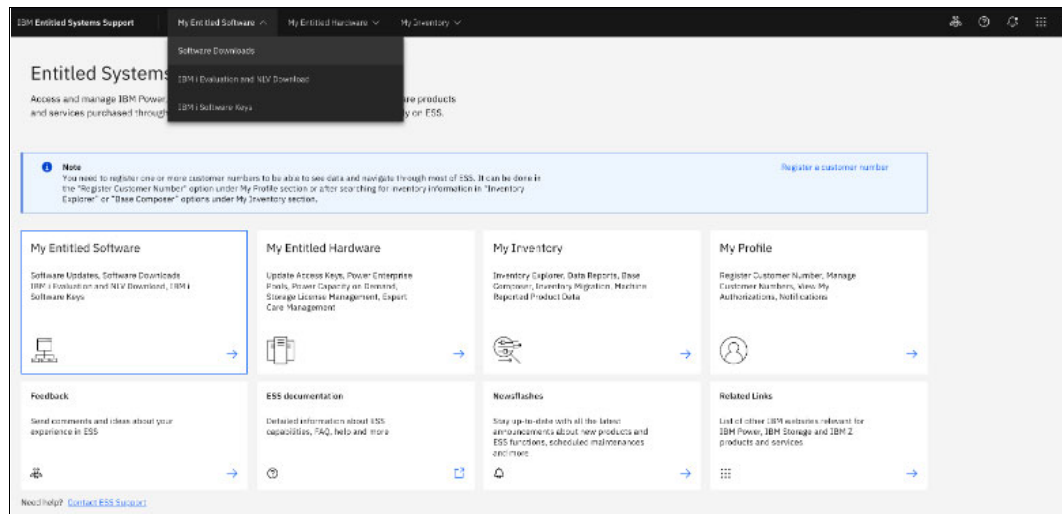 IBM Entitled Systems Support
My Entitled Software
My Entitled Hardware
My Inventory
Software Downloads
IBM i Evaluation and NLV Download
IBM i Software Keys
Entitled Systems
Access and manage IBM Power,
are products
and services purchased through
y on ESS.
Note
Register a customer number
You need to register one or more customer numbers to be able to see data and navigate through most of ESS. It can be done in
the "Register Customer Number" option under My Profile section or after searching for inventory information in "Inventory
Explorer" or "Base Composer" options under My Inventory section.
My Entitled Software
Software Updates, Software Downloads
IBM i Evaluation and NLV Download, IBM i
Software Keys
My Entitled Hardware
Update Access Keys, Power Enterprise
Pools, Power Capacity on Demand,
Storage License Management, Expert
Care Management
My Inventory
Inventory Explorer, Data Reports, Base
Composer, Inventory Migration, Machine
Reported Product Data
My Profile
Register Customer Number, Manage
Customer Numbers, View My
Authorizations, Notifications
Feedback
Send comments and ideas about your
experience in ESS
ESS documentation
Detailed information about ESS
capabilities, FAQ, help and more
Newsflashes
Stay up-to-date with all the latest
announcements about new products and
ESS functions, scheduled maintenances
and more
Related Links
List of other IBM websites relevant for
IBM Power, IBM Storage and IBM Z
products and services
Need help? Contact ESS Support